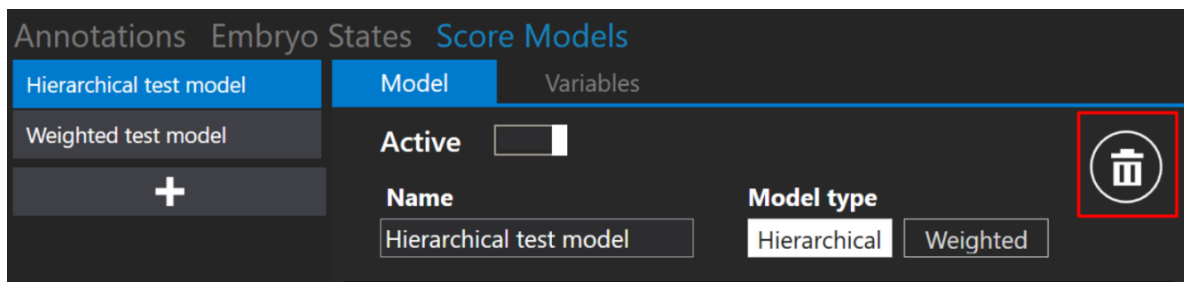 Annotations Embryo States Score Models
Hierarchical test model
Weighted test model
Model Variables
Active
Name
Hierarchical test model
Model type
Hierarchical Weighted